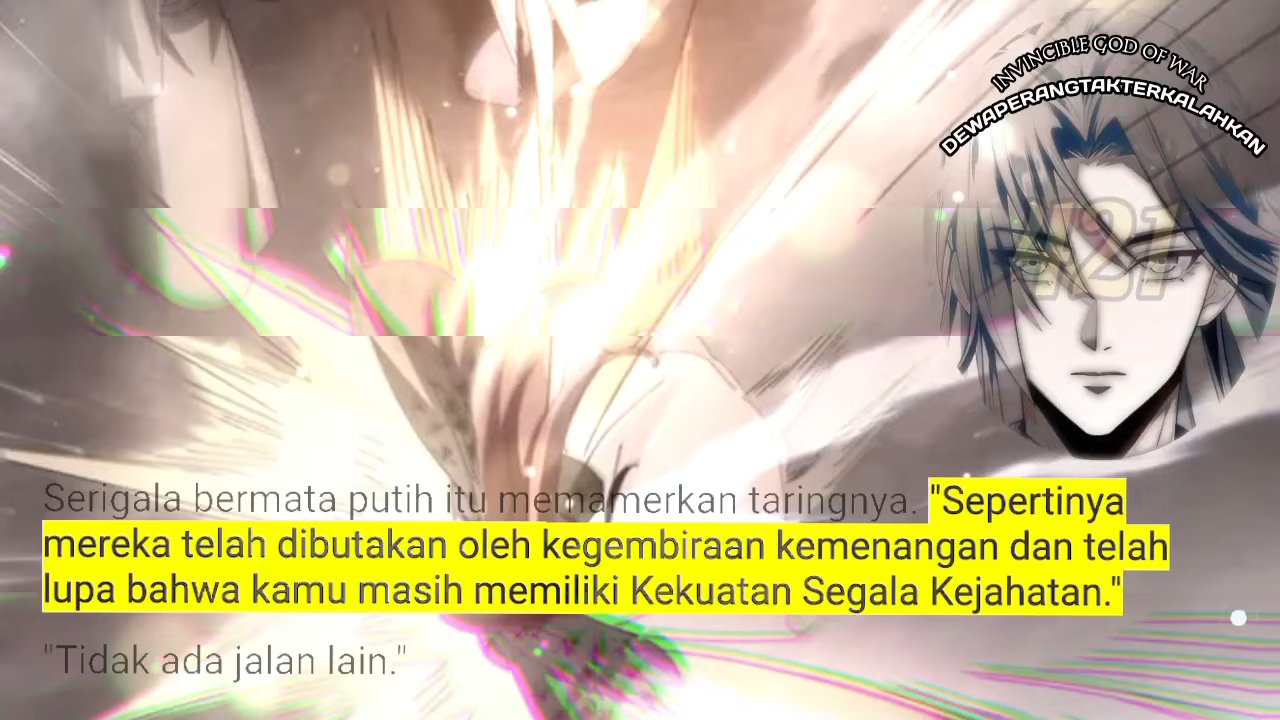 INVINCIBLE GOD OF WAR
DEWAPERANGTAKTERKALAHKAN
121
Serigala bermata putih itu memamerkan taringnya. "Sepertinya
mereka telah dibutakan oleh kegembiraan kemenangan dan telah
lupa bahwa kamu masih memiliki Kekuatan Segala Kejahatan."
"Tidak ada jalan lain."